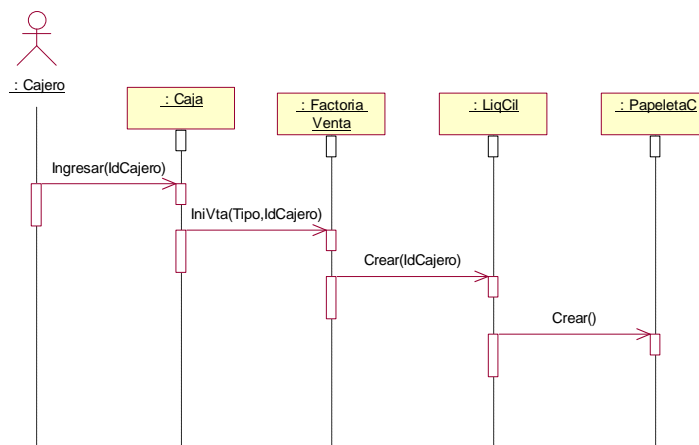 : Cajero
: Caja
: Factoria
Venta
: LiqCil
: PapeletaC
Ingresar(IdCajero)
IniVta(Tipo,IdCajero)
Crear(IdCajero)
Crear()